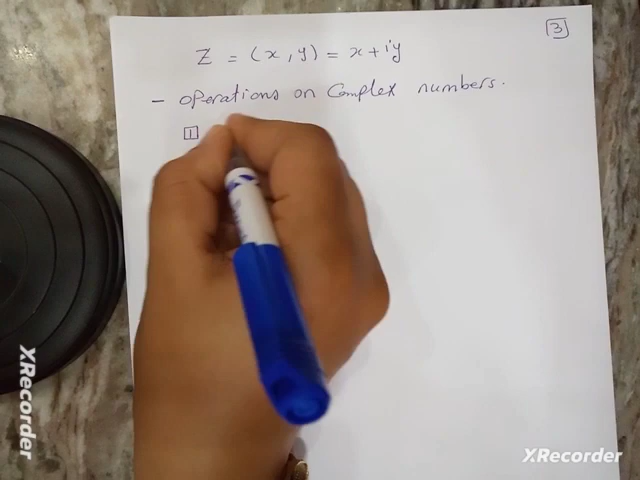 3
Z = (x, y) = x + iy
- operations on Complex numbers.
1
XRecorder
XRecorder